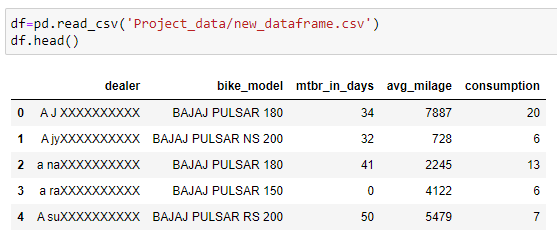 df=pd.read_csv('Project_data/new_dataframe.csv')
df.head()
dealer bike_model mtbr_in_days avg_milage consumption
0 A J XXXXXXXXXX BAJAJ PULSAR 180 34 7887 20
1 A jyXXXXXXXXXX BAJAJ PULSAR NS 200 32 728 6
2 a naXXXXXXXXXX BAJAJ PULSAR 180 41 2245 13
3 a raXXXXXXXXXX BAJAJ PULSAR 150 0 4122 6
4 A suXXXXXXXXXX BAJAJ PULSAR RS 200 50 5479 7